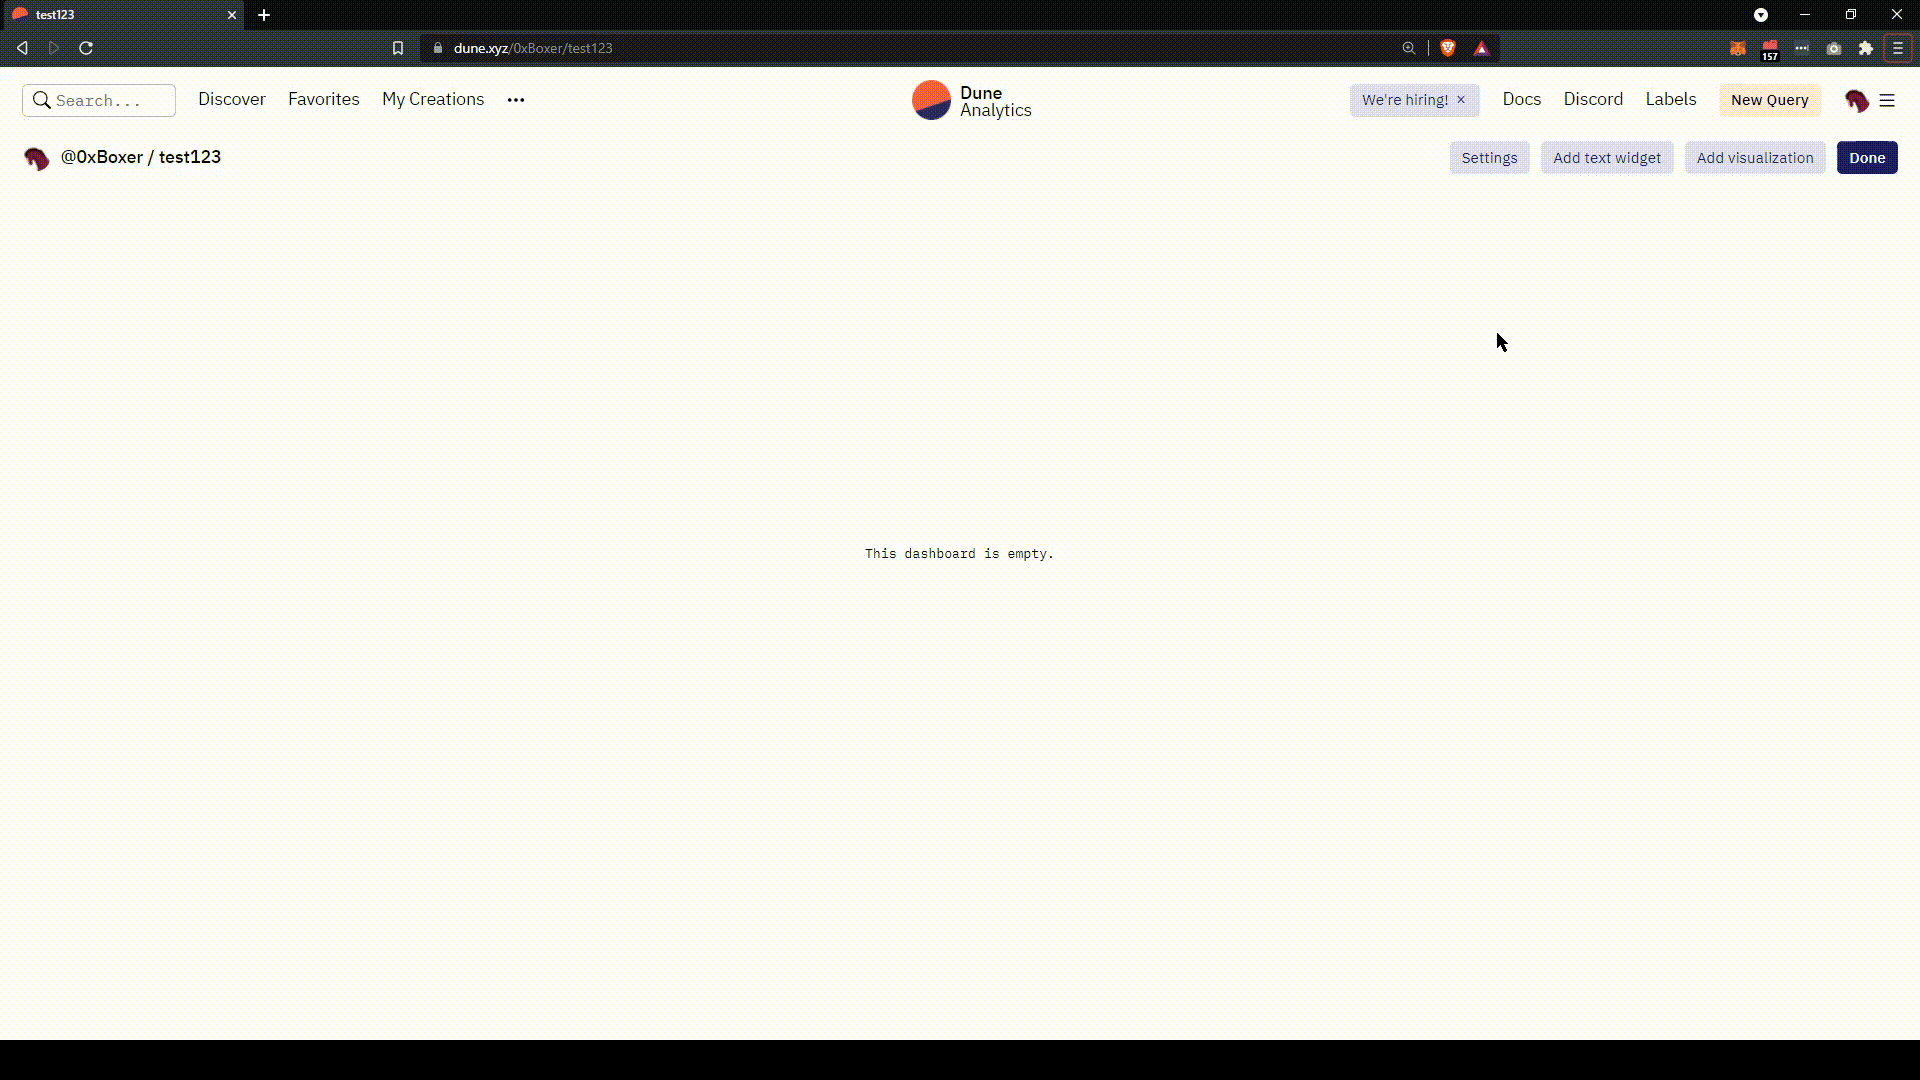 test123
dune.xyz/0xBoxer/test123
157
Search...
Discover
Favorites
My Creations
Dune
Analytics
We're hiring! ×
Docs
Discord
Labels
New Query
@0xBoxer / test123
Settings
Add text widget
Add visualization
Done
This dashboard is empty.